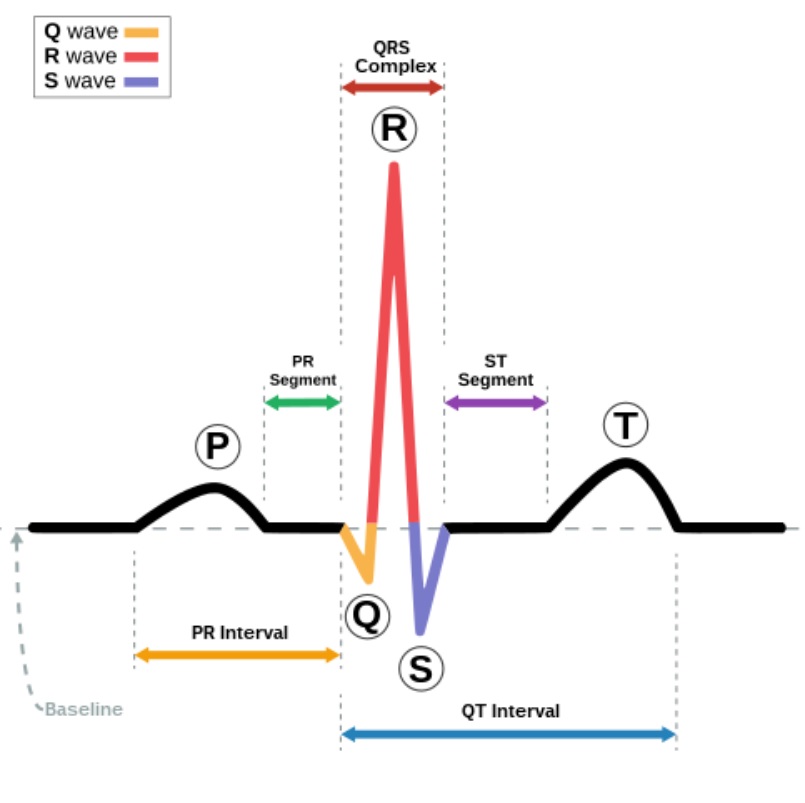 Q wave
R wave
S wave
QRS
Complex
R
PR
Segment
ST
Segment
P
T
Q
S
PR Interval
Baseline
QT Interval